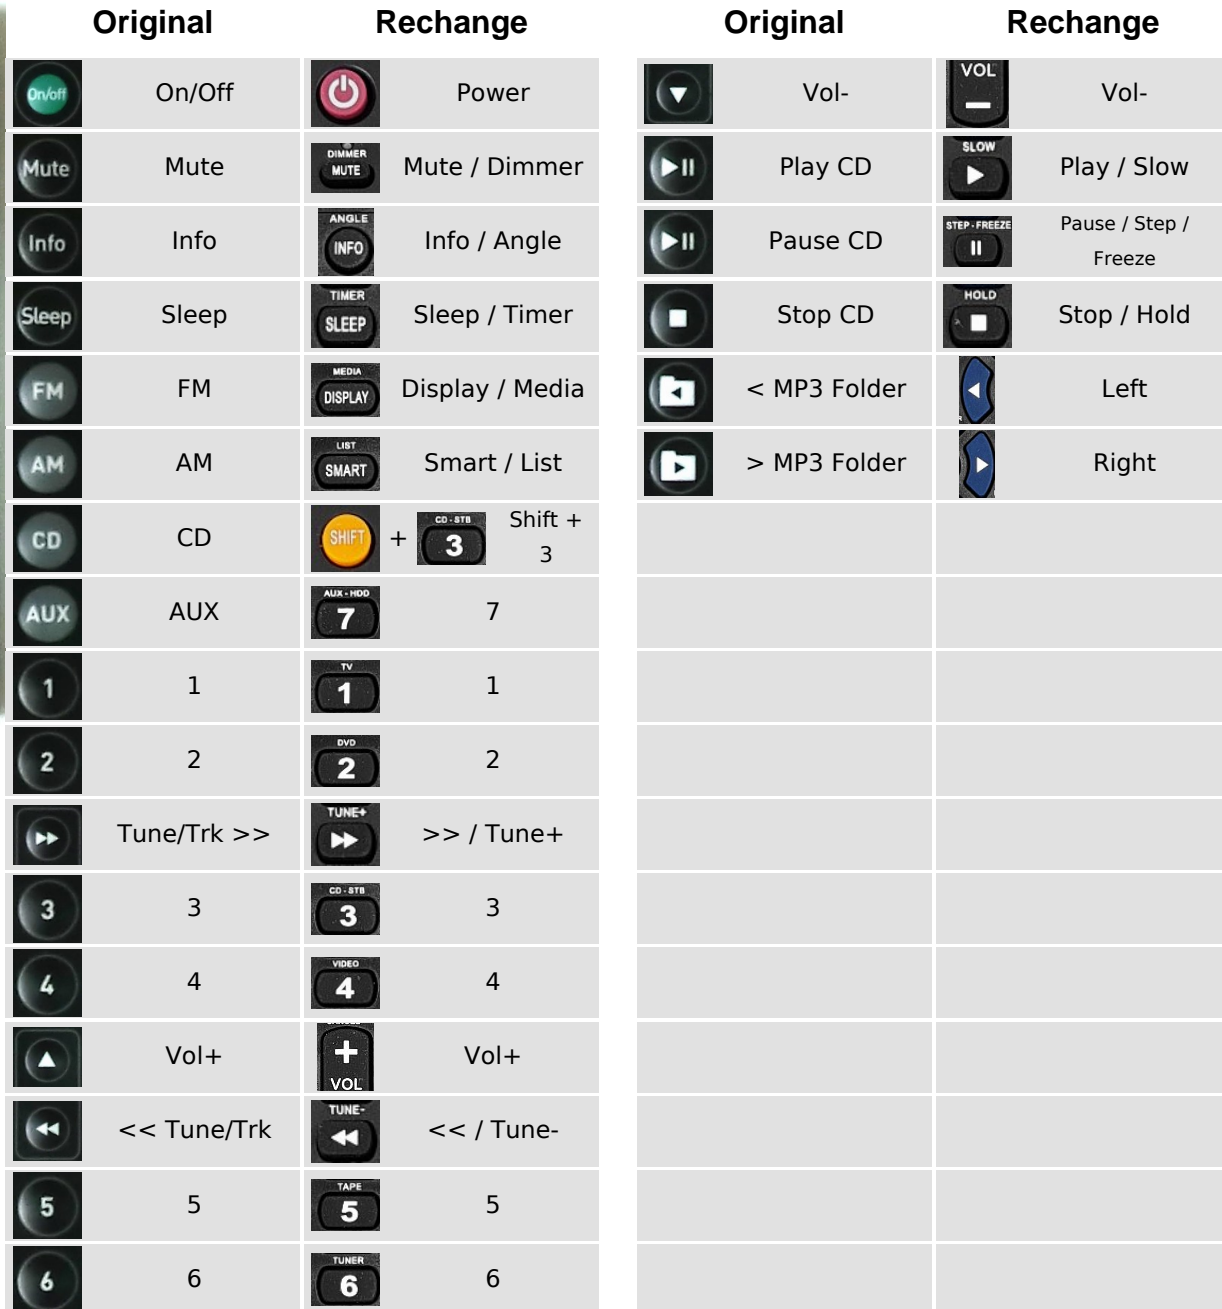 Original Rechange Original Rechange
On/off On/Off Power
Mute Mute DIMMER MUTE Mute / Dimmer
Info Info ANGLE INFO Info / Angle
Sleep Sleep TIMER SLEEP Sleep / Timer
FM FM MEDIA DISPLAY Display / Media
AM AM LIST SMART Smart / List
CD CD SHIFT + CD - STB 3 Shift +
3
AUX AUX AUX - HDD 7 7
1 1 TV 1 1
2 2 DVD 2 2
Tune/Trk >> TUNE+ >> / Tune+
3 3 CD - STB 3 3
4 4 VIDEO 4 4
Vol+ + VOL Vol+
<< Tune/Trk TUNE- << / Tune-
5 5 TAPE 5 5
6 6 TUNER 6 6
Vol- VOL - Vol-
Play CD SLOW Play / Slow
Pause CD STEP - FREEZE Pause / Step /
Freeze
Stop CD HOLD Stop / Hold
< MP3 Folder Left
> MP3 Folder Right